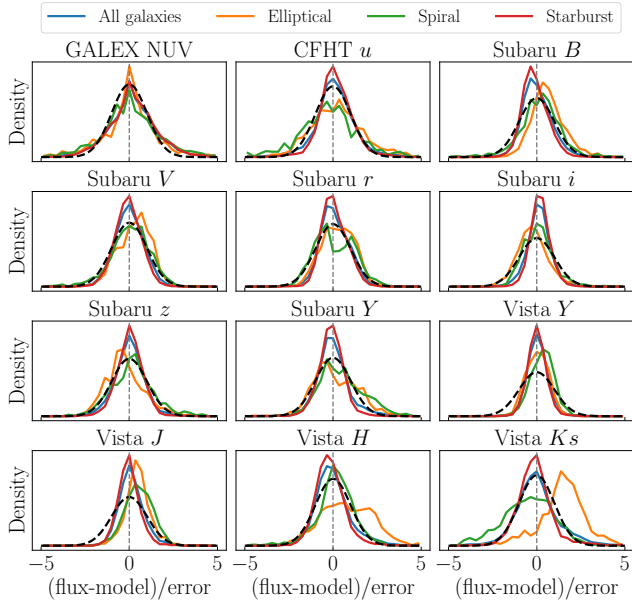 All galaxies Elliptical Spiral Starburst
GALEX NUV CFHT u Subaru B
Density
Subaru V Subaru r Subaru i
Density
Subaru z Subaru Y Vista Y
Density
Vista J Vista H Vista Ks
Density
−5 0 5 −5 0 5 −5 0 5
(flux-model)/error (flux-model)/error (flux-model)/error